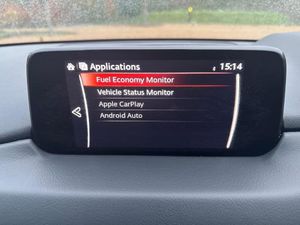 Applications 15:14
Fuel Economy Monitor
Vehicle Status Monitor
Apple CarPlay
Android Auto